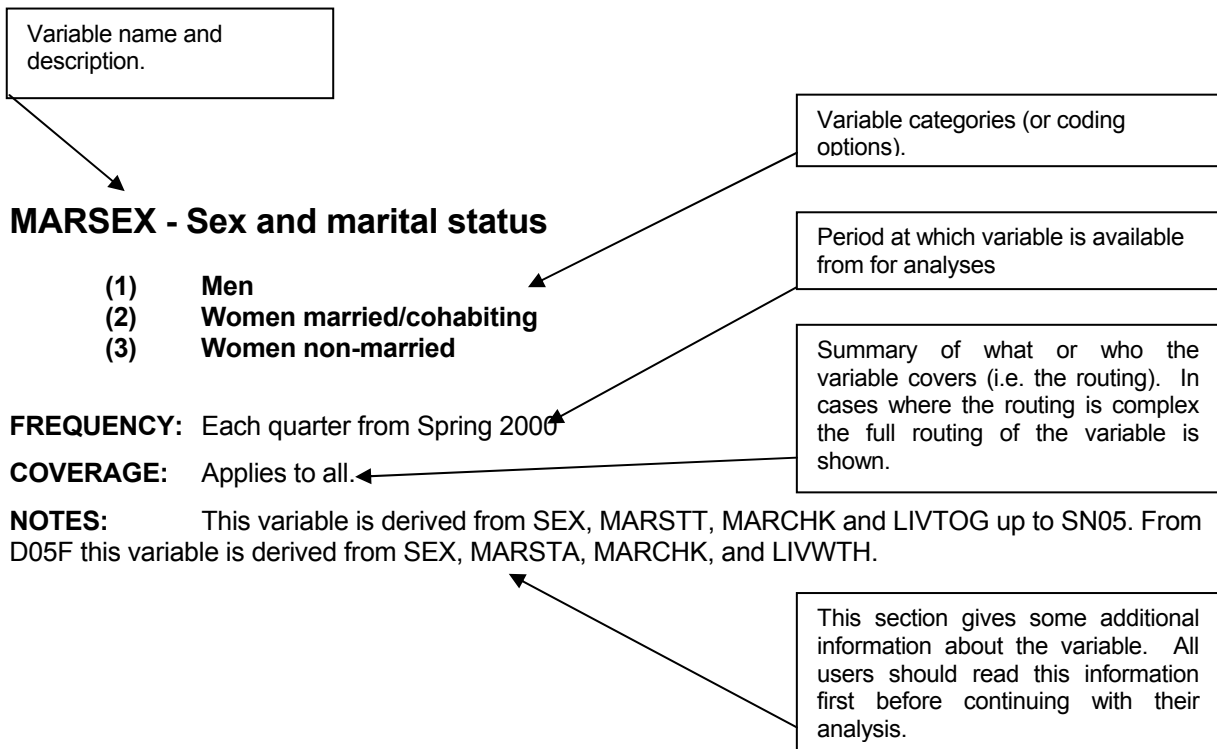 Variable name and
description.
Variable categories (or coding
options).
MARSEX - Sex and marital status
Period at which variable is available
from for analyses
(1) Men
(2) Women married/cohabiting
(3) Women non-married
Summary of what or who the
variable covers (i.e. the routing). In
cases where the routing is complex
the full routing of the variable is
shown.
FREQUENCY: Each quarter from Spring 2000
COVERAGE: Applies to all.
NOTES: This variable is derived from SEX, MARSTT, MARCHK and LIVTOG up to SN05. From
D05F this variable is derived from SEX, MARSTA, MARCHK, and LIVWTH.
This section gives some additional
information about the variable. All
users should read this information
first before continuing with their
analysis.